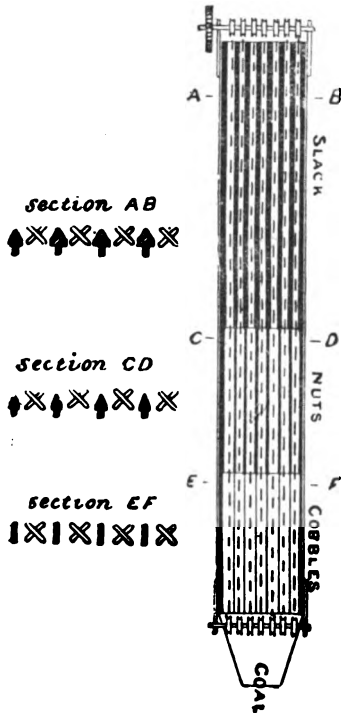 A B
SLACK
section AB
C D
section CD
NUTS
E F
section EF
COBBLES
COAL